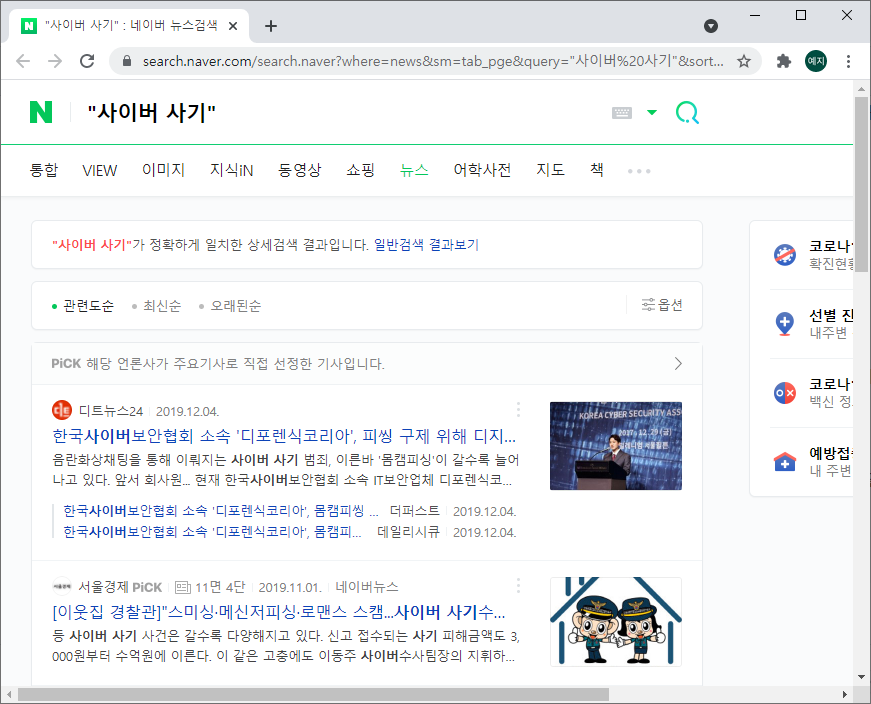 "사이버 사기" : 네이버 뉴스검색
search.naver.com/search.naver?where=news&sm=tab_pge&query="사이버%20사기"&sort...
예지
N "사이버 사기"
통합 VIEW 이미지 지식iN 동영상 쇼핑 뉴스 어학사전 지도 책
"사이버 사기"가 정확하게 일치한 상세검색 결과입니다. 일반검색 결과보기
관련도순 최신순 오래된순 옵션
PiCK 해당 언론사가 주요기사로 직접 선정한 기사입니다.
디트뉴스24 2019.12.04.
한국사이버보안협회 소속 '디포렌식코리아', 피씽 구제 위해 디지...
음란화상채팅을 통해 이뤄지는 사이버 사기 범죄, 이른바 '몸캠피싱'이 갈수록 늘어
나고 있다. 앞서 회사원... 현재 한국사이버보안협회 소속 IT보안업체 디포렌식코...
한국사이버보안협회 소속 '디포렌식코리아', 몸캠피씽 ... 더퍼스트 2019.12.04.
한국사이버보안협회 소속 '디포렌식코리아', 몸캠피... 데일리시큐 2019.12.04.
KOREA CYBER SECURITY ASSO
2017. 12. 29 (금)
서울경제 PiCK 11면 4단 2019.11.01. 네이버뉴스
[이웃집 경찰관]"스미싱·메신저피싱·로맨스 스캠...사이버 사기수...
등 사이버 사기 사건은 갈수록 다양해지고 있다. 신고 접수되는 사기 피해금액도 3,
000원부터 수억원에 이른다. 이 같은 고충에도 이동주 사이버수사팀장의 지휘하...
코로나
확진현황
선별 진
내주변
코로나
백신 정
예방접
내 주변